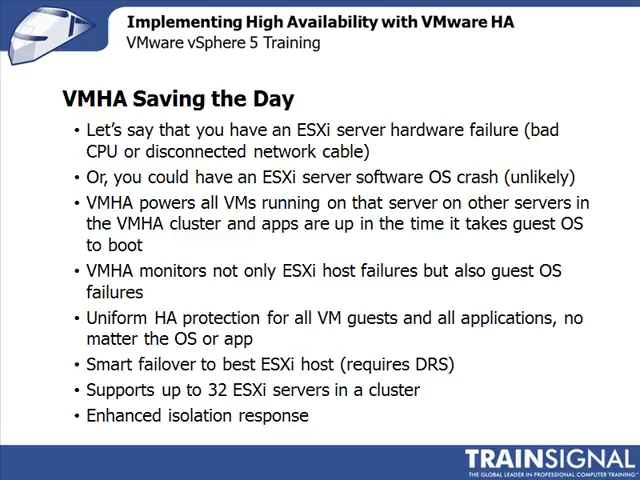 Implementing High Availability with VMware HA
VMware vSphere 5 Training
VMHA Saving the Day
• Let's say that you have an ESXi server hardware failure (bad
CPU or disconnected network cable)
• Or, you could have an ESXi server software OS crash (unlikely)
• VMHA powers all VMs running on that server on other servers in
the VMHA cluster and apps are up in the time it takes guest OS
to boot
• VMHA monitors not only ESXi host failures but also guest OS
failures
• Uniform HA protection for all VM guests and all applications, no
matter the OS or app
• Smart failover to best ESXi host (requires DRS)
• Supports up to 32 ESXi servers in a cluster
• Enhanced isolation response
TRAINSIGNAL
THE GLOBAL LEADER IN PROFESSIONAL COMPUTER TRAINING